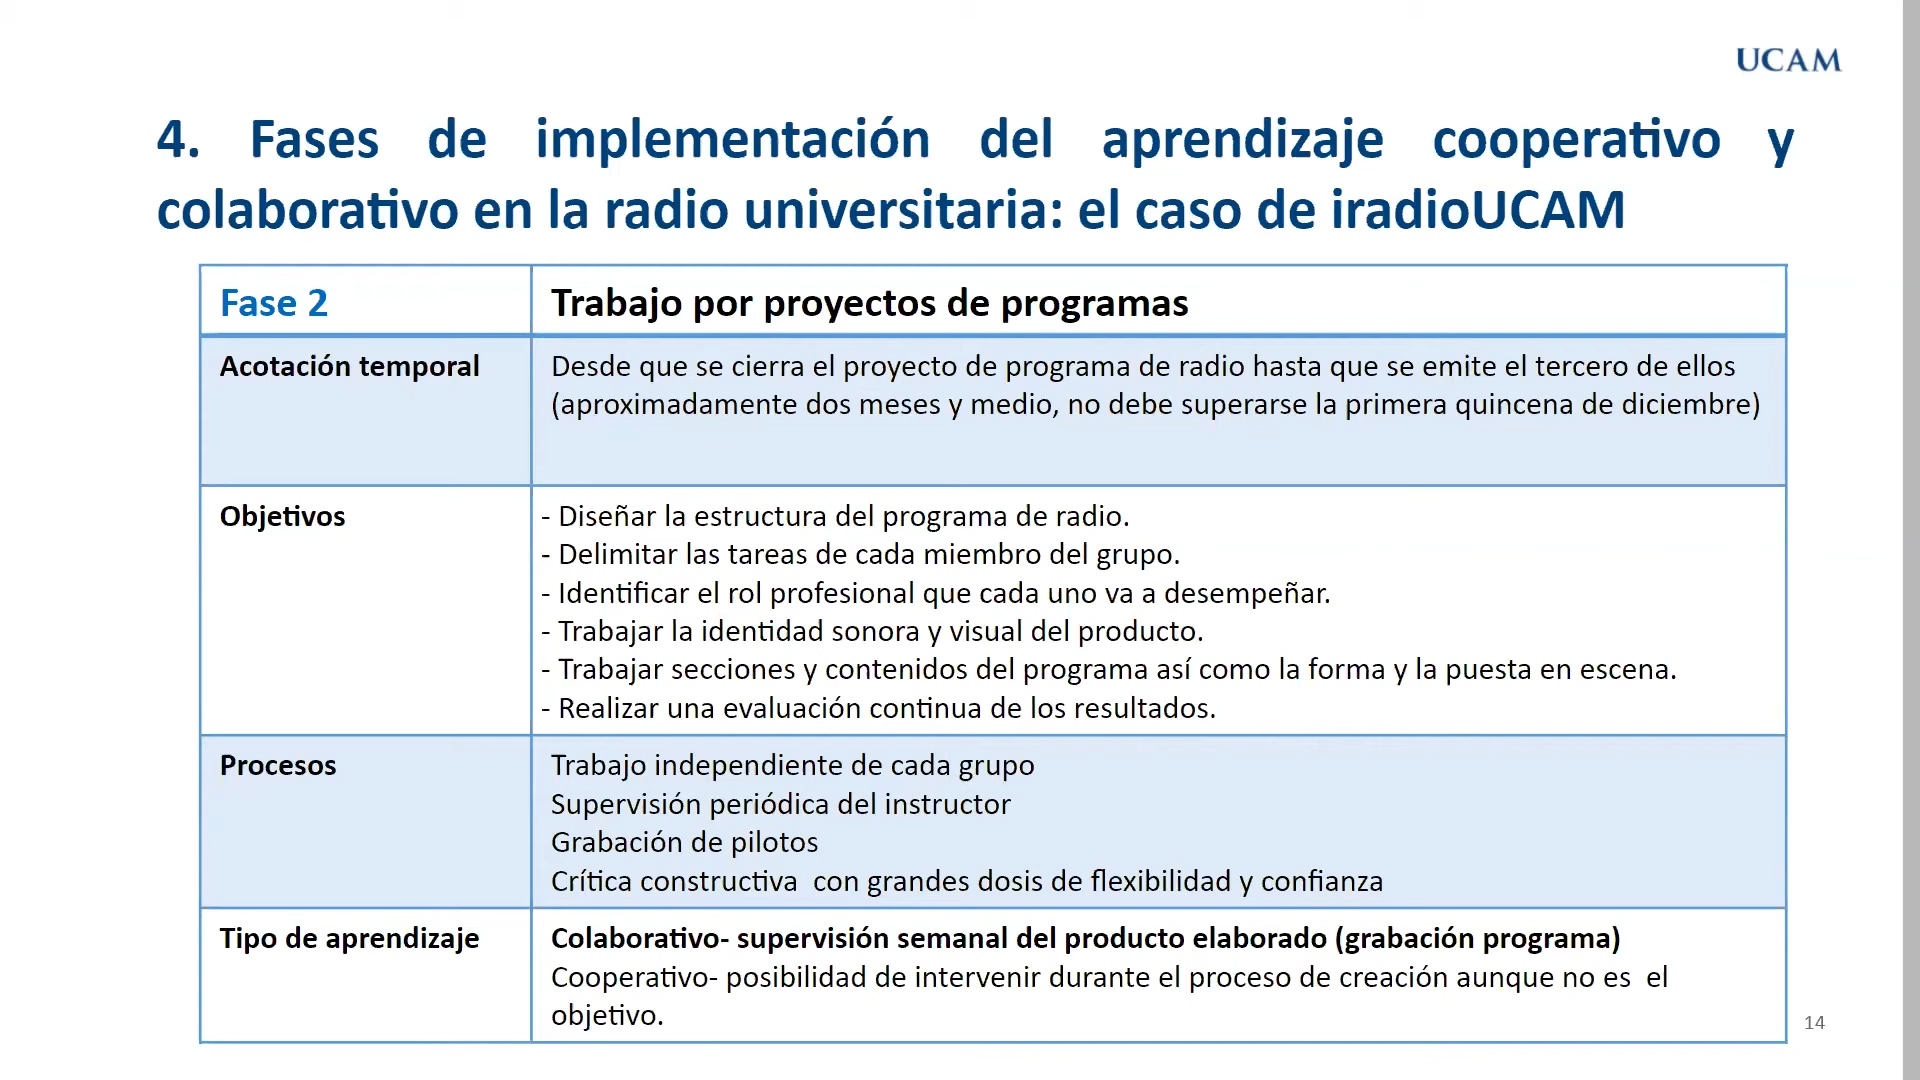 UCAM
4. Fases de implementación del aprendizaje cooperativo y
colaborativo en la radio universitaria: el caso de iradioUCAM
Fase 2
Trabajo por proyectos de programas
Acotación temporal
Desde que se cierra el proyecto de programa de radio hasta que se emite el tercero de ellos
(aproximadamente dos meses y medio, no debe superarse la primera quincena de diciembre)
Objetivos
- Diseñar la estructura del programa de radio.
- Delimitar las tareas de cada miembro del grupo.
- Identificar el rol profesional que cada uno va a desempeñar.
- Trabajar la identidad sonora y visual del producto.
- Trabajar secciones y contenidos del programa así como la forma y la puesta en escena.
- Realizar una evaluación continua de los resultados.
Procesos
Trabajo independiente de cada grupo
Supervisión periódica del instructor
Grabación de pilotos
Crítica constructiva  con grandes dosis de flexibilidad y confianza
Tipo de aprendizaje
Colaborativo- supervisión semanal del producto elaborado (grabación programa)
Cooperativo- posibilidad de intervenir durante el proceso de creación aunque no es  el
objetivo.
14